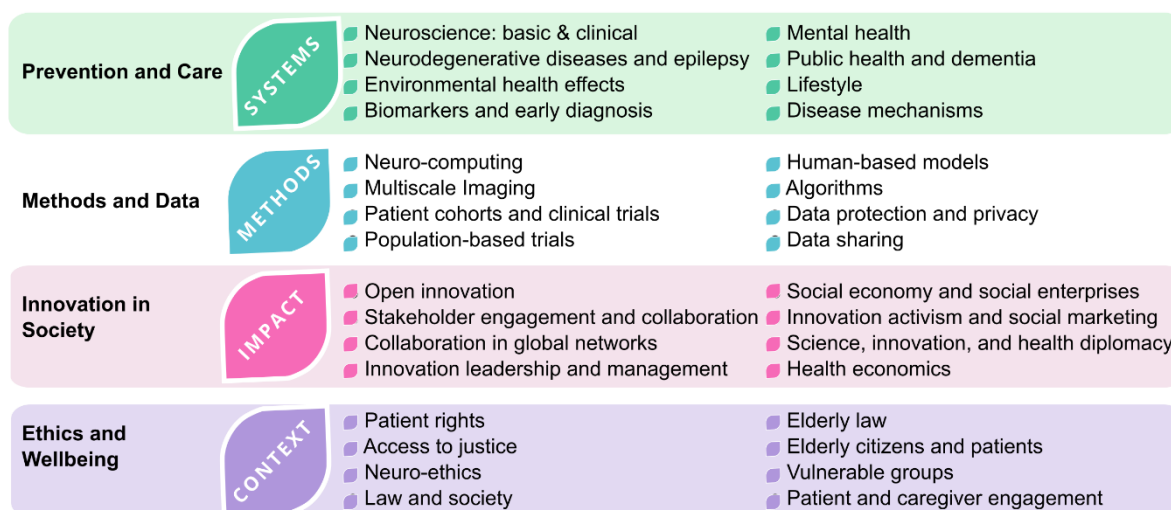 Prevention and Care
SYSTEMS
Neuroscience: basic & clinical
Neurodegenerative diseases and epilepsy
Environmental health effects
Biomarkers and early diagnosis
Mental health
Public health and dementia
Lifestyle
Disease mechanisms
Methods and Data
METHODS
Neuro-computing
Multiscale Imaging
Patient cohorts and clinical trials
Population-based trials
Human-based models
Algorithms
Data protection and privacy
Data sharing
Innovation in
Society
IMPACT
Open innovation
Stakeholder engagement and collaboration
Collaboration in global networks
Innovation leadership and management
Social economy and social enterprises
Innovation activism and social marketing
Science, innovation, and health diplomacy
Health economics
Ethics and
Wellbeing
CONTEXT
Patient rights
Access to justice
Neuro-ethics
Law and society
Elderly law
Elderly citizens and patients
Vulnerable groups
Patient and caregiver engagement